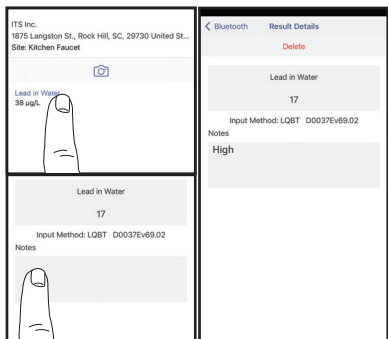 ITS Inc.
1875 Langston St., Rock Hill, SC, 29730 United St...
Site: Kitchen Faucet
Lead in Water
38 µg/L
Lead in Water
17
Input Method: LQBT D0037Ev69.02
Notes
Bluetooth Result Details
Delete
Lead in Water
17
Input Method: LQBT D0037Ev69.02
Notes
High